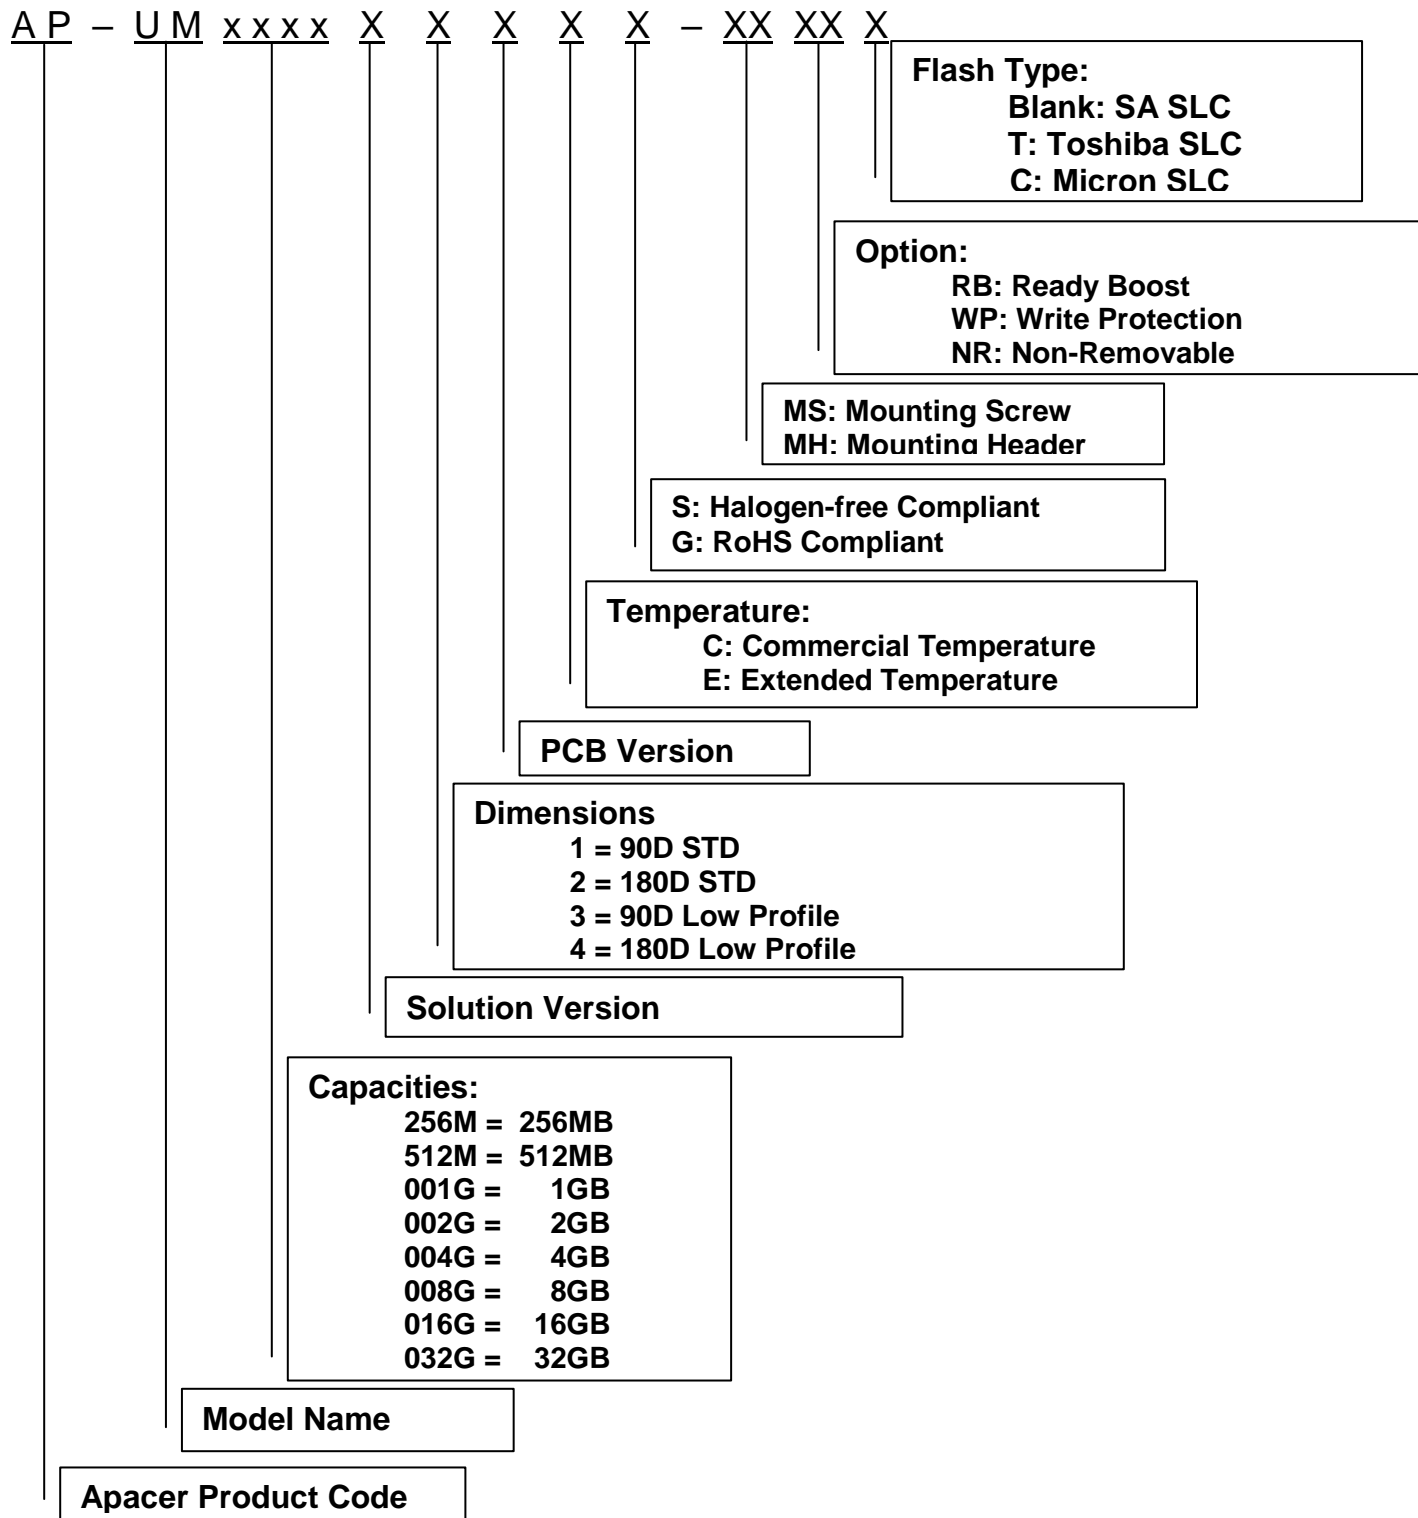 AP – UM xxxx X X X X X – XX XX X
Flash Type:
Blank: SA SLC
T: Toshiba SLC
C: Micron SLC
Option:
RB: Ready Boost
WP: Write Protection
NR: Non-Removable
MS: Mounting Screw
MH: Mounting Header
S: Halogen-free Compliant
G: RoHS Compliant
Temperature:
C: Commercial Temperature
E: Extended Temperature
PCB Version
Dimensions
1 = 90D STD
2 = 180D STD
3 = 90D Low Profile
4 = 180D Low Profile
Solution Version
Capacities:
256M = 256MB
512M = 512MB
001G = 1GB
002G = 2GB
004G = 4GB
008G = 8GB
016G = 16GB
032G = 32GB
Model Name
Apacer Product Code